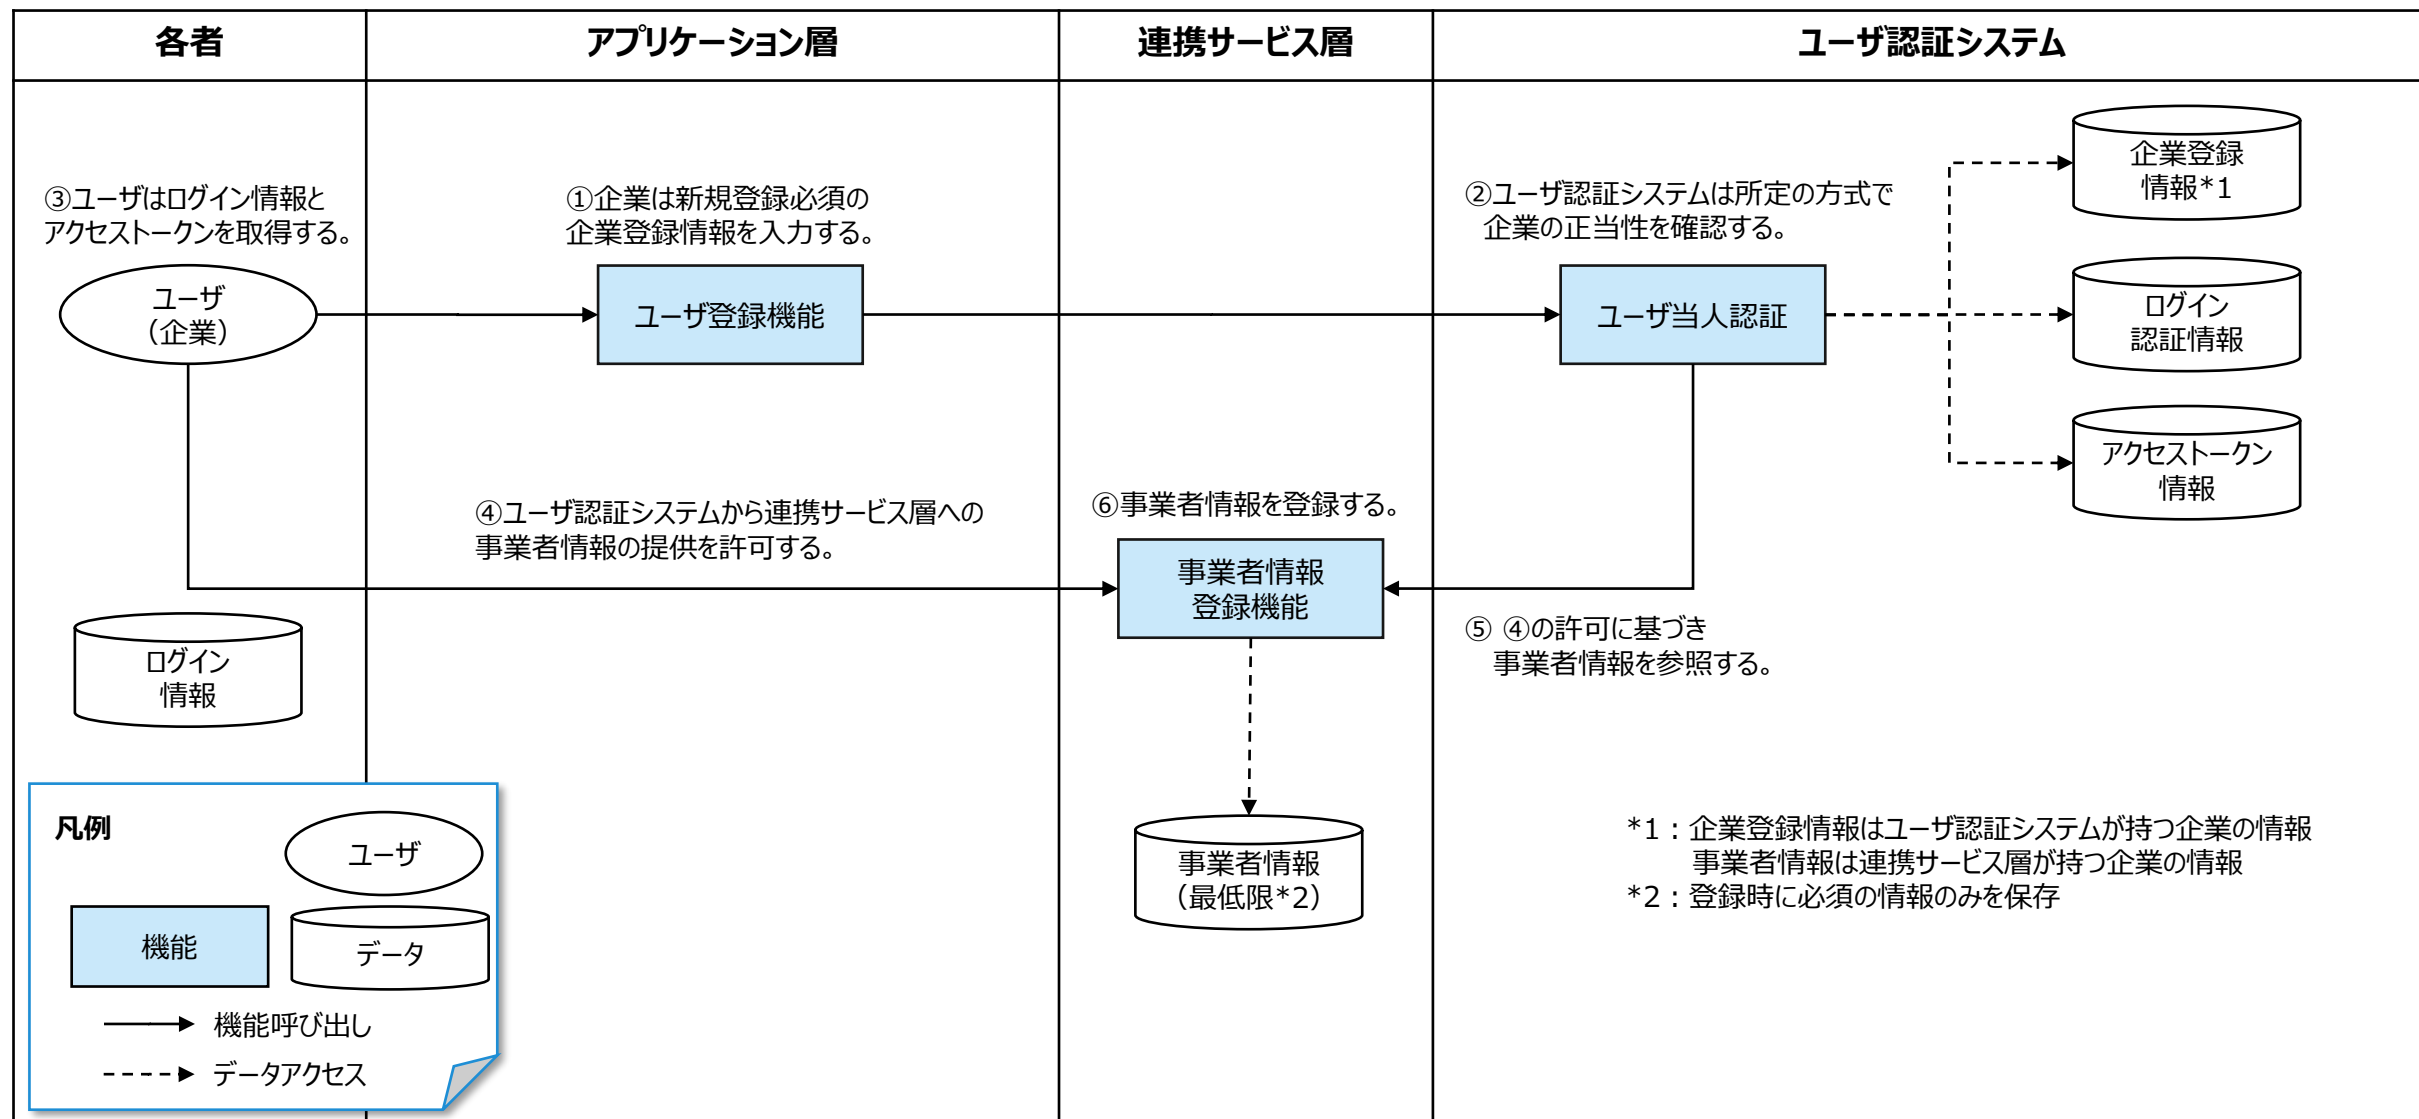 各者
アプリケーション層
連携サービス層
ユーザ認証システム
③ユーザはログイン情報と
アクセストークンを取得する。
①企業は新規登録必須の
企業登録情報を入力する。
②ユーザ認証システムは所定の方式で
企業の正当性を確認する。
企業登録
情報*1
ユーザ
（企業）
ユーザ登録機能
ユーザ当人認証
ログイン
認証情報
アクセストークン
情報
④ユーザ認証システムから連携サービス層への
事業者情報の提供を許可する。
⑥事業者情報を登録する。
事業者情報
登録機能
⑤ ④の許可に基づき
事業者情報を参照する。
ログイン
情報
事業者情報
（最低限*2）
*1：企業登録情報はユーザ認証システムが持つ企業の情報
事業者情報は連携サービス層が持つ企業の情報
*2：登録時に必須の情報のみを保存
凡例
ユーザ
機能
データ
機能呼び出し
データアクセス